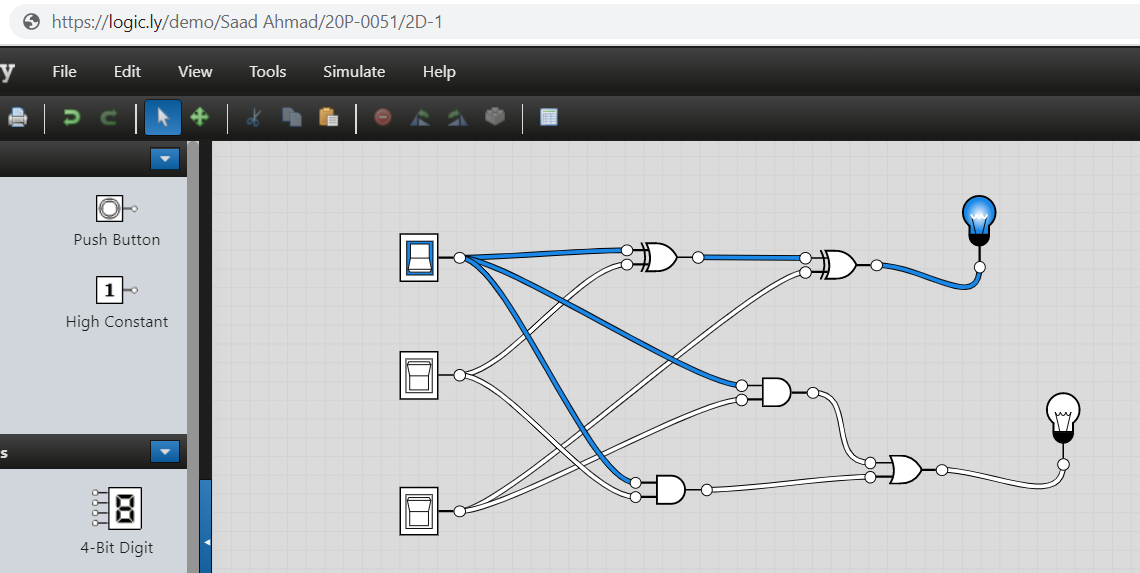 https://logic.ly/demo/Saad Ahmad/20P-0051/2D-1
y File Edit View Tools Simulate Help
Push Button
1
High Constant
s
8
4-Bit Digit